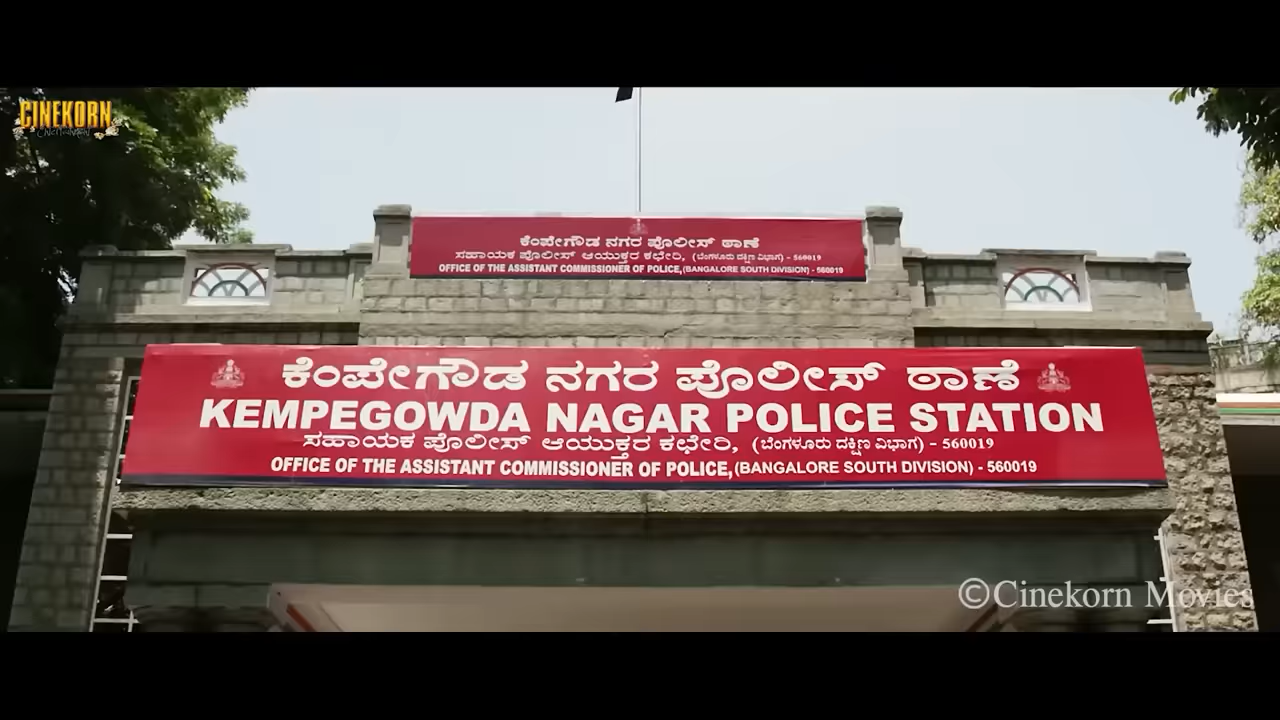 CINEKORN
ಕೆಂಪೇಗೌಡ ನಗರ ಪೊಲೀಸ್ ಠಾಣೆ
ಸಹಾಯಕ ಪೊಲೀಸ್ ಆಯುಕ್ತರ ಕಛೇರಿ, (ಬೆಂಗಳೂರು ದಕ್ಷಿಣ ವಿಭಾಗ) - 560019
OFFICE OF THE ASSISTANT COMMISSIONER OF POLICE,(BANGALORE SOUTH DIVISION) - 560019
ಕೆಂಪೇಗೌಡ ನಗರ ಪೊಲೀಸ್ ಠಾಣೆ
KEMPEGOWDA NAGAR POLICE STATION
ಸಹಾಯಕ ಪೊಲೀಸ್ ಆಯುಕ್ತರ ಕಛೇರಿ, (ಬೆಂಗಳೂರು ದಕ್ಷಿಣ ವಿಭಾಗ) - 560019
OFFICE OF THE ASSISTANT COMMISSIONER OF POLICE,(BANGALORE SOUTH DIVISION) - 560019
©Cinekorn Movies